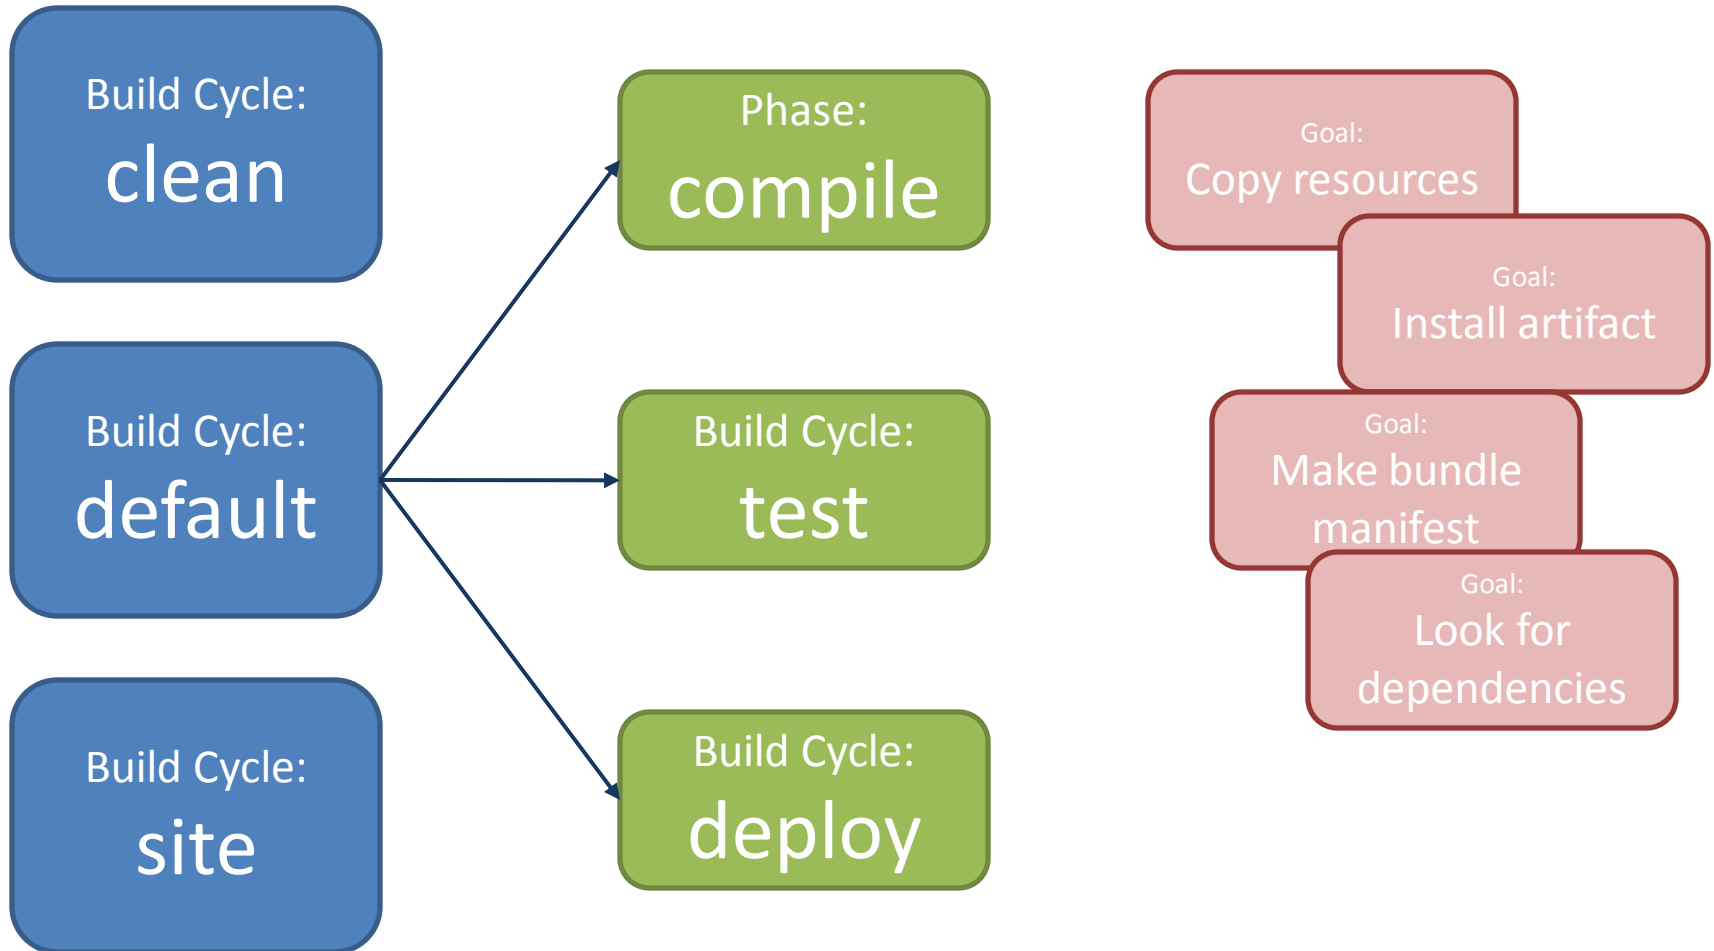 Build Cycle:
clean
Build Cycle:
default
Build Cycle:
site
Phase:
compile
Build Cycle:
test
Build Cycle:
deploy
Goal:
Copy resources
Goal:
Install artifact
Goal:
Make bundle
manifest
Goal:
Look for
dependencies